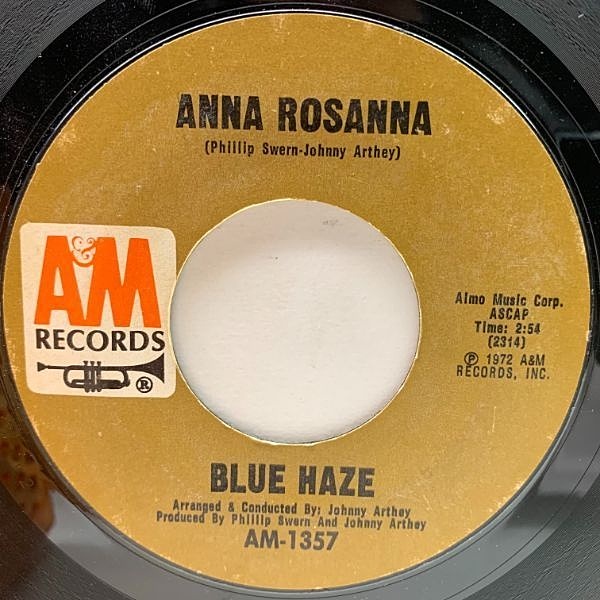 ANNA ROSANNA
(Phillip Swern-Johnny Arthey)
A&M
RECORDS
®
Almo Music Corp.
ASCAP
Time: 2:54
(2314)
℗ 1972 A&M
RECORDS, INC.
BLUE HAZE
Arranged & Conducted By: Johnny Arthey
Produced By Phillip Swern And Johnny Arthey
AM-1357